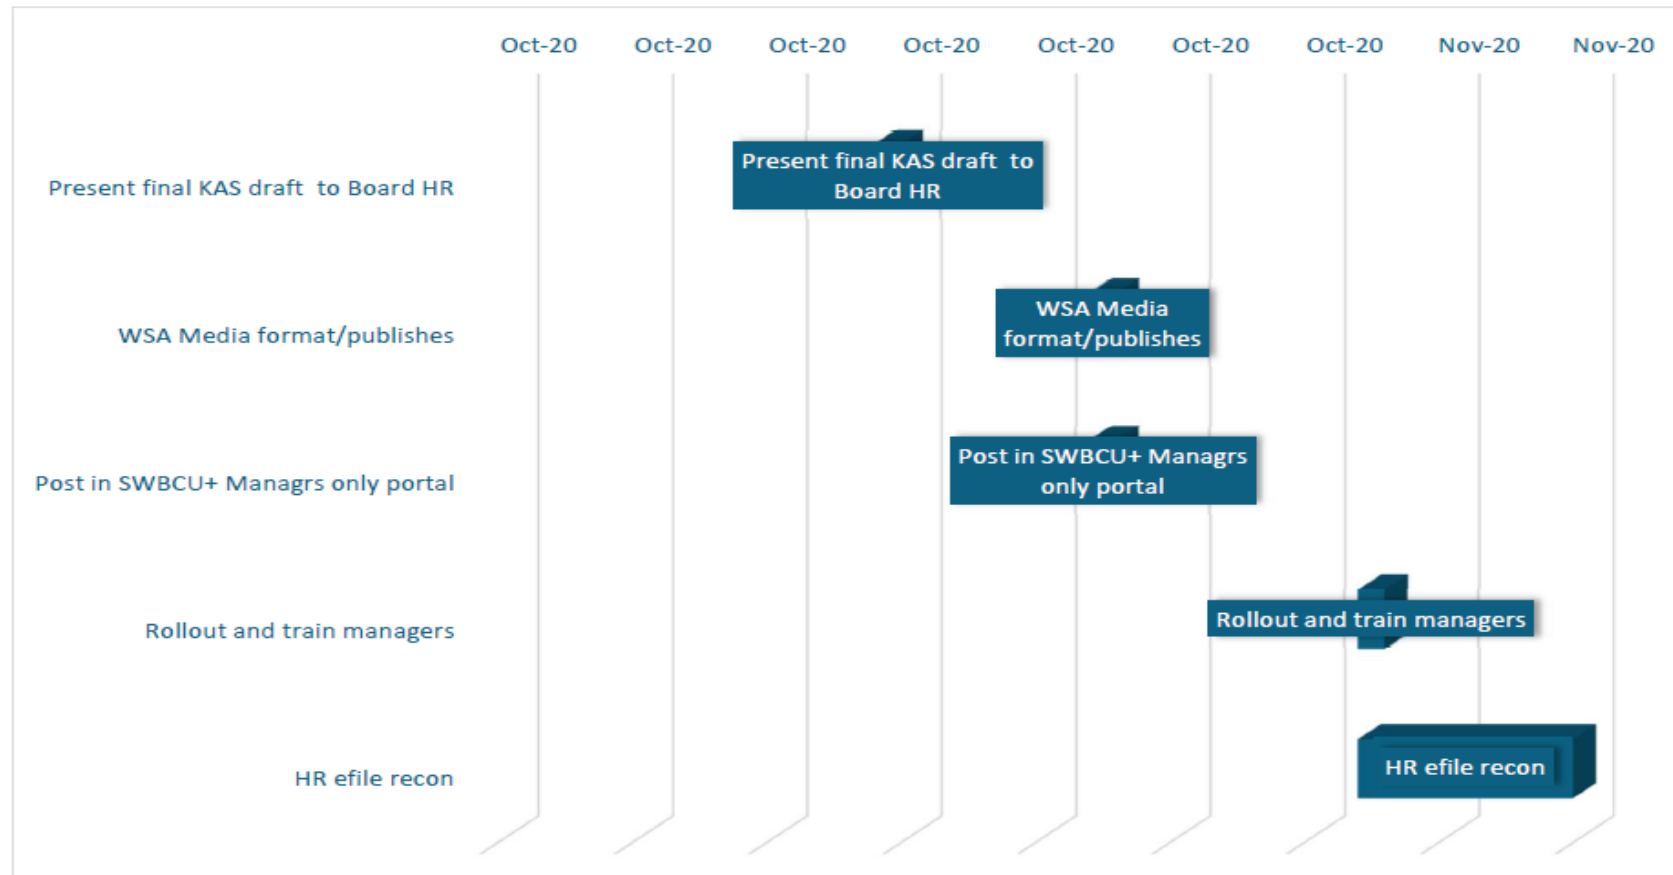 Oct-20 Oct-20 Oct-20 Oct-20 Oct-20 Oct-20 Oct-20 Nov-20 Nov-20
Present final KAS draft  to Board HR
Present final KAS draft  to
Board HR
WSA Media format/publishes
WSA Media
format/publishes
Post in SWBCU+ Managrs only portal
Post in SWBCU+ Managrs
only portal
Rollout and train managers
Rollout and train managers
HR efile recon
HR efile recon